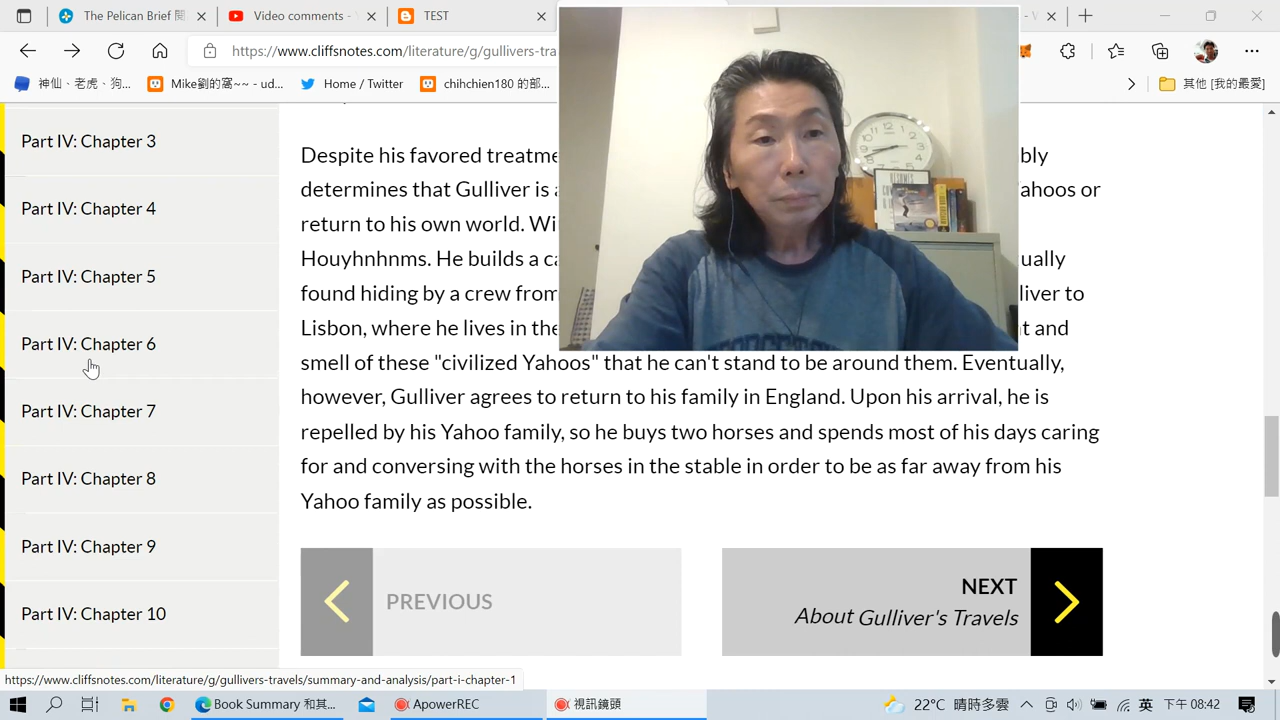 The Pelican Brief 閱
Video comments -
TEST
https://www.cliffsnotes.com/literature/g/gullivers-tra
神仙、老虎、狗...
Mike劉的窩~~ - ud...
Home / Twitter
chihchien180 的部...
其他 [我的最愛]
Part IV: Chapter 3
Part IV: Chapter 4
Part IV: Chapter 5
Part IV: Chapter 6
Part IV: Chapter 7
Part IV: Chapter 8
Part IV: Chapter 9
Part IV: Chapter 10
Despite his favored treatme bly
determines that Gulliver is a ahoos or
return to his own world. Wi
Houyhnhnms. He builds a ca ually
found hiding by a crew from liver to
Lisbon, where he lives in the t and
smell of these "civilized Yahoos" that he can't stand to be around them. Eventually,
however, Gulliver agrees to return to his family in England. Upon his arrival, he is
repelled by his Yahoo family, so he buys two horses and spends most of his days caring
for and conversing with the horses in the stable in order to be as far away from his
Yahoo family as possible.
PREVIOUS
NEXT
About Gulliver's Travels
https://www.cliffsnotes.com/literature/g/gullivers-travels/summary-and-analysis/part-i-chapter-1
Book Summary 和其...
ApowerREC
視訊鏡頭
22°C 晴時多雲
英
下午 08:42